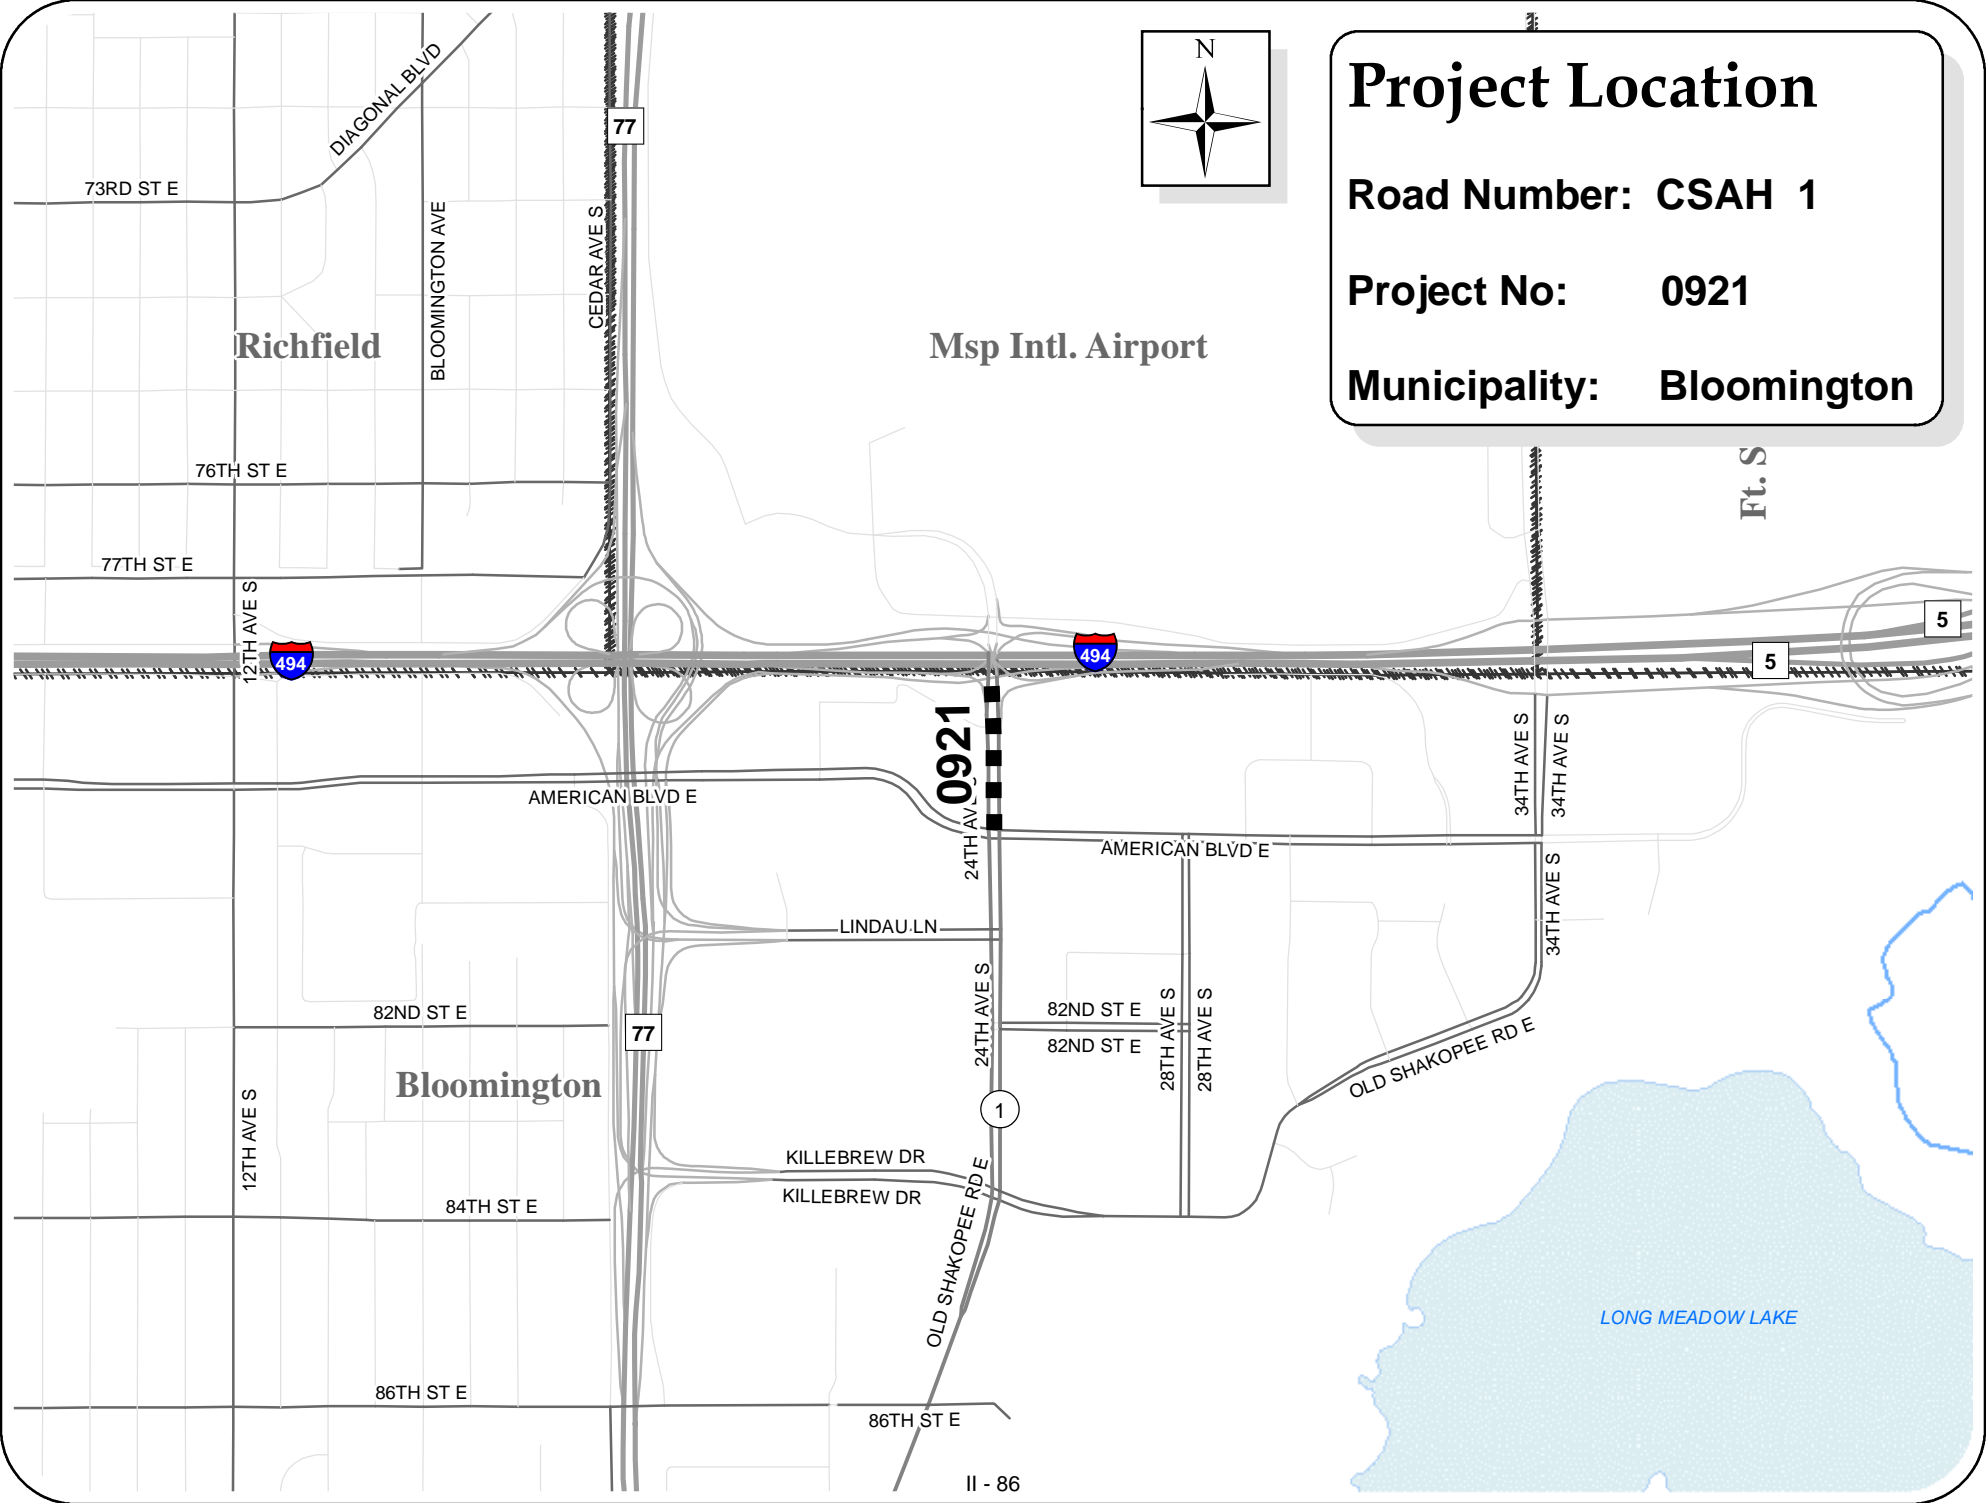 N
Project Location
Road Number: CSAH 1
Project No: 0921
Municipality: Bloomington
DIAGONAL BLVD
77
73RD ST E
BLOOMINGTON AVE
CEDAR AVE S
Richfield
Msp Intl. Airport
Ft. S
76TH ST E
77TH ST E
12TH AVE S
494
494
5
5
0921
24TH AVE S
34TH AVE S
34TH AVE S
AMERICAN BLVD E
AMERICAN BLVD E
34TH AVE S
LINDAU LN
24TH AVE S
82ND ST E
82ND ST E
82ND ST E
28TH AVE S
28TH AVE S
77
OLD SHAKOPEE RD E
Bloomington
1
12TH AVE S
KILLEBREW DR
KILLEBREW DR
84TH ST E
OLD SHAKOPEE RD E
LONG MEADOW LAKE
86TH ST E
86TH ST E
II - 86